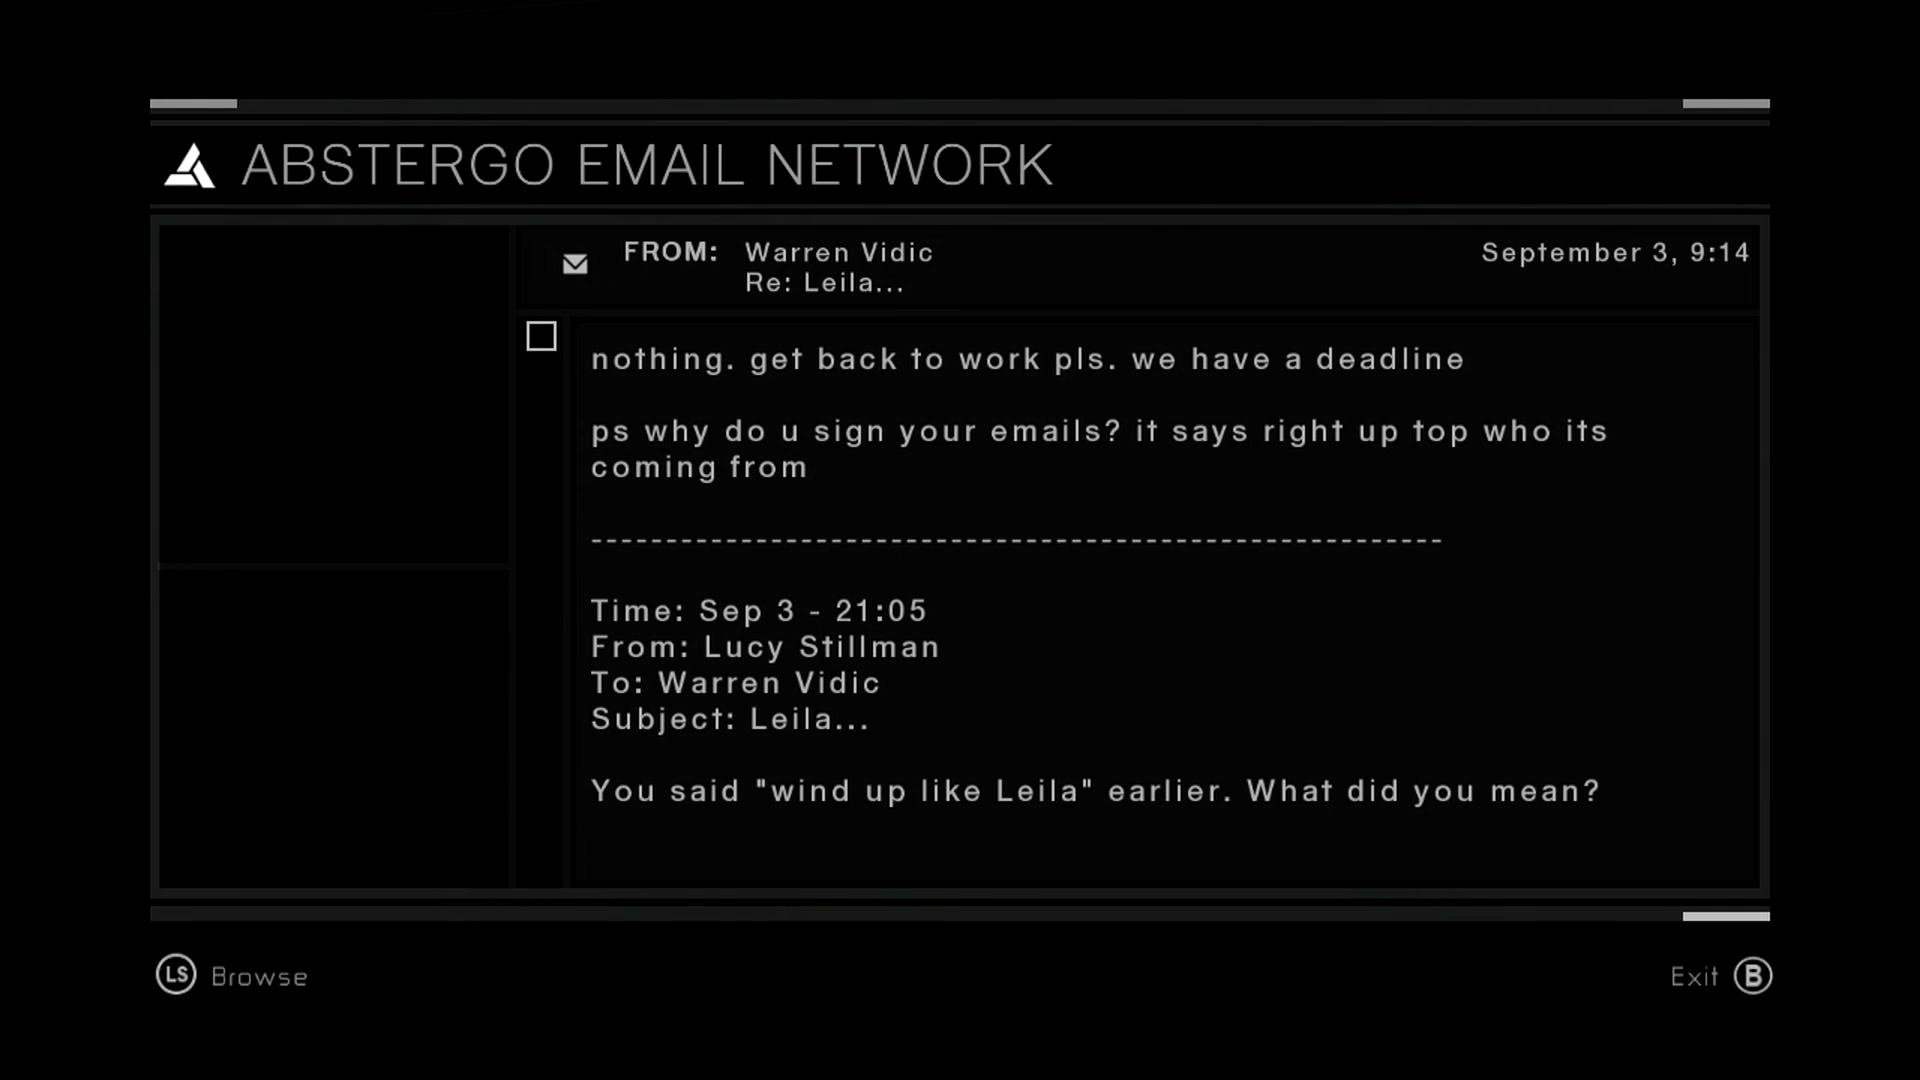 ABSTERGO EMAIL NETWORK
FROM: Warren Vidic
September 3, 9:14
Re: Leila...
nothing. get back to work pls. we have a deadline
ps why do u sign your emails? it says right up top who its
coming from
---------------------------------------------------------
Time: Sep 3 - 21:05
From: Lucy Stillman
To: Warren Vidic
Subject: Leila...
You said "wind up like Leila" earlier. What did you mean?
LS Browse
Exit B